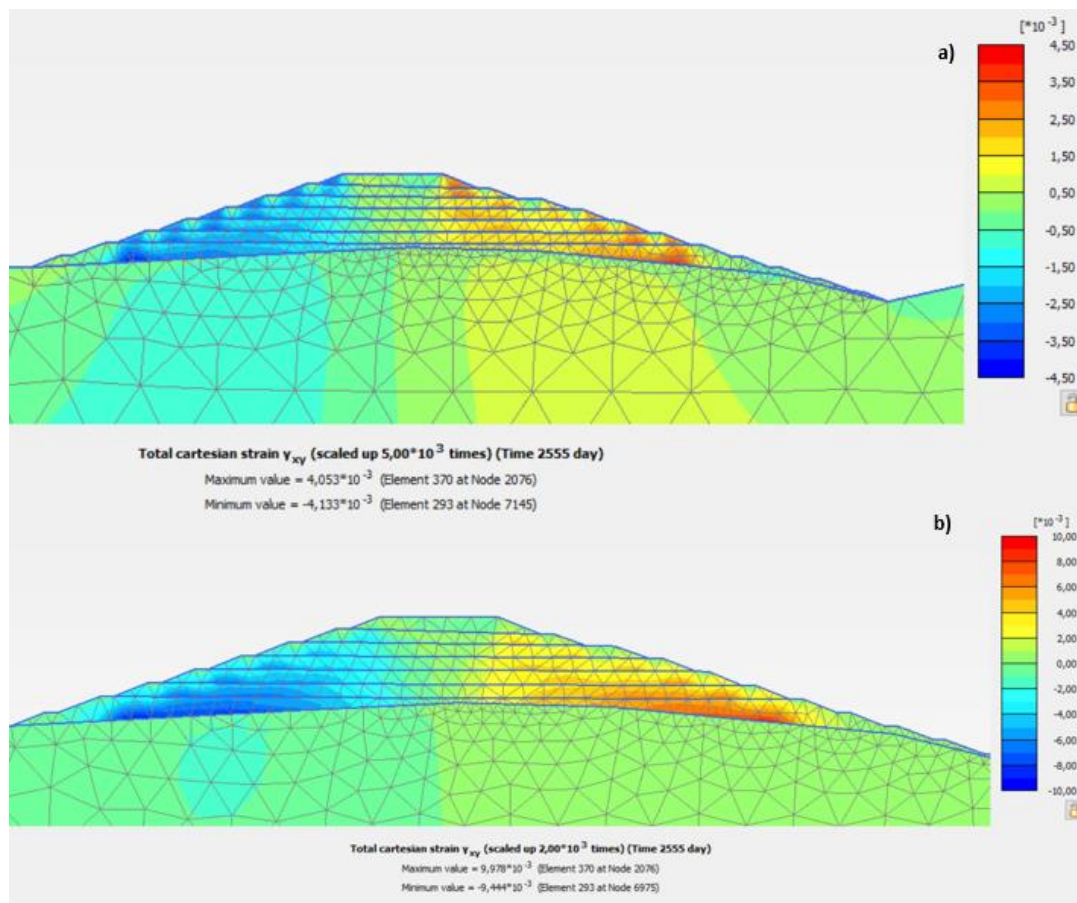 [*10 -3 ]
a)
4,50
3,50
2,50
1,50
0,50
-0,50
-1,50
-2,50
-3,50
-4,50
Total cartesian strain γxy (scaled up 5,00*10 3 times) (Time 2555 day)
Maximum value = 4,053*10 -3 (Element 370 at Node 2076)
Minimum value = -4,133*10 -3 (Element 293 at Node 7145)
b)
[*10 -3 ]
10,00
8,00
6,00
4,00
2,00
0,00
-2,00
-4,00
-6,00
-8,00
-10,00
Total cartesian strain γxy (scaled up 2,00*10 3 times) (Time 2555 day)
Maximum value = 9,978*10 -3 (Element 370 at Node 2076)
Minimum value = -9,444*10 -3 (Element 293 at Node 6975)